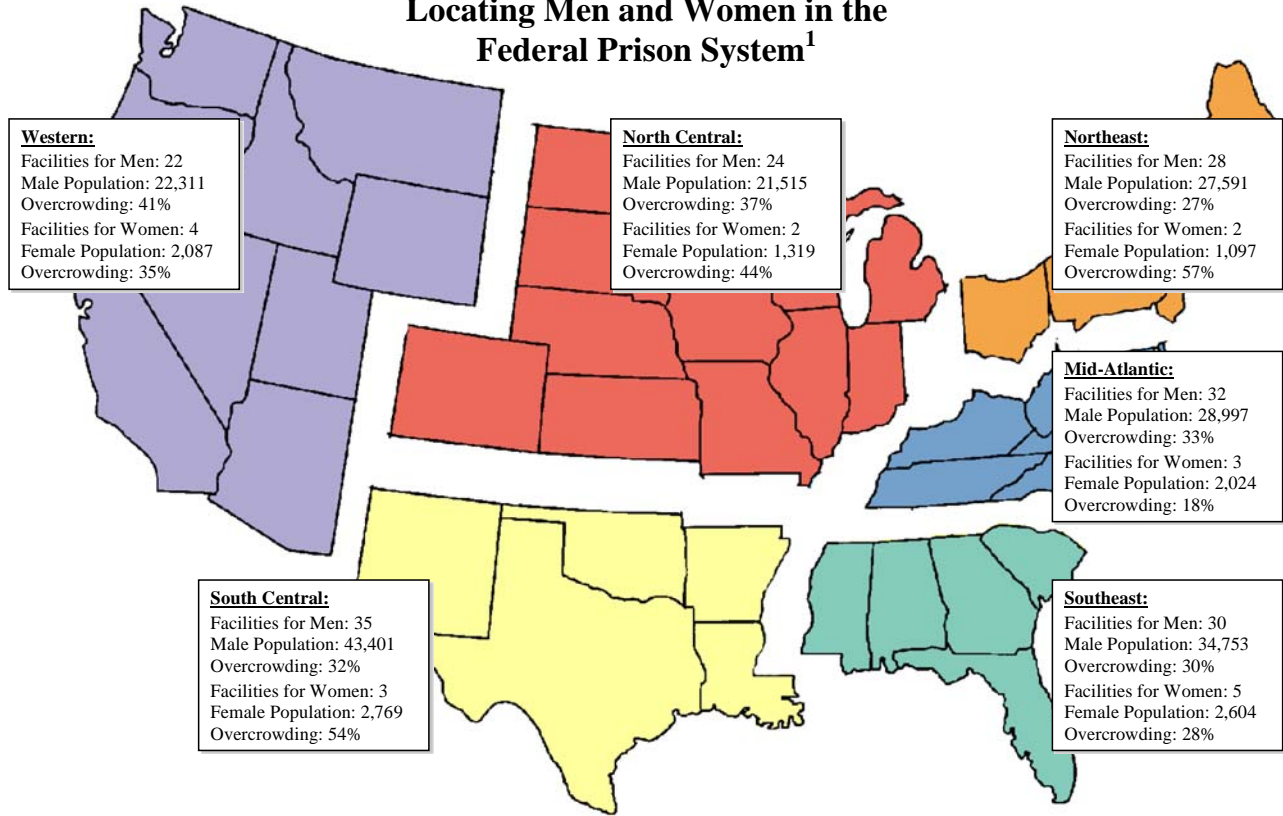 Locating Men and Women in the
Federal Prison System1
Western:
Facilities for Men: 22
Male Population: 22,311
Overcrowding: 41%
Facilities for Women: 4
Female Population: 2,087
Overcrowding: 35%
North Central:
Facilities for Men: 24
Male Population: 21,515
Overcrowding: 37%
Facilities for Women: 2
Female Population: 1,319
Overcrowding: 44%
Northeast:
Facilities for Men: 28
Male Population: 27,591
Overcrowding: 27%
Facilities for Women: 2
Female Population: 1,097
Overcrowding: 57%
Mid-Atlantic:
Facilities for Men: 32
Male Population: 28,997
Overcrowding: 33%
Facilities for Women: 3
Female Population: 2,024
Overcrowding: 18%
South Central:
Facilities for Men: 35
Male Population: 43,401
Overcrowding: 32%
Facilities for Women: 3
Female Population: 2,769
Overcrowding: 54%
Southeast:
Facilities for Men: 30
Male Population: 34,753
Overcrowding: 30%
Facilities for Women: 5
Female Population: 2,604
Overcrowding: 28%